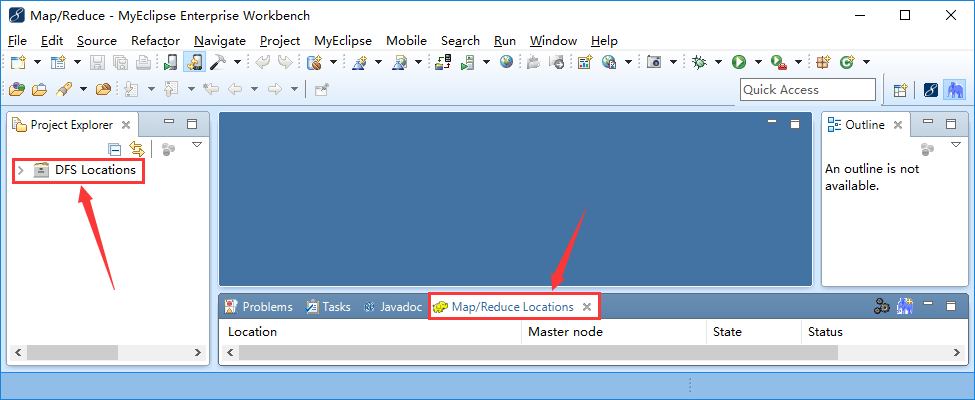 Map/Reduce - MyEclipse Enterprise Workbench
File Edit Source Refactor Navigate Project MyEclipse Mobile Search Run Window Help
Quick Access
Project Explorer
DFS Locations
Outline
An outline is not
available.
Problems Tasks Javadoc Map/Reduce Locations
Location Master node State Status